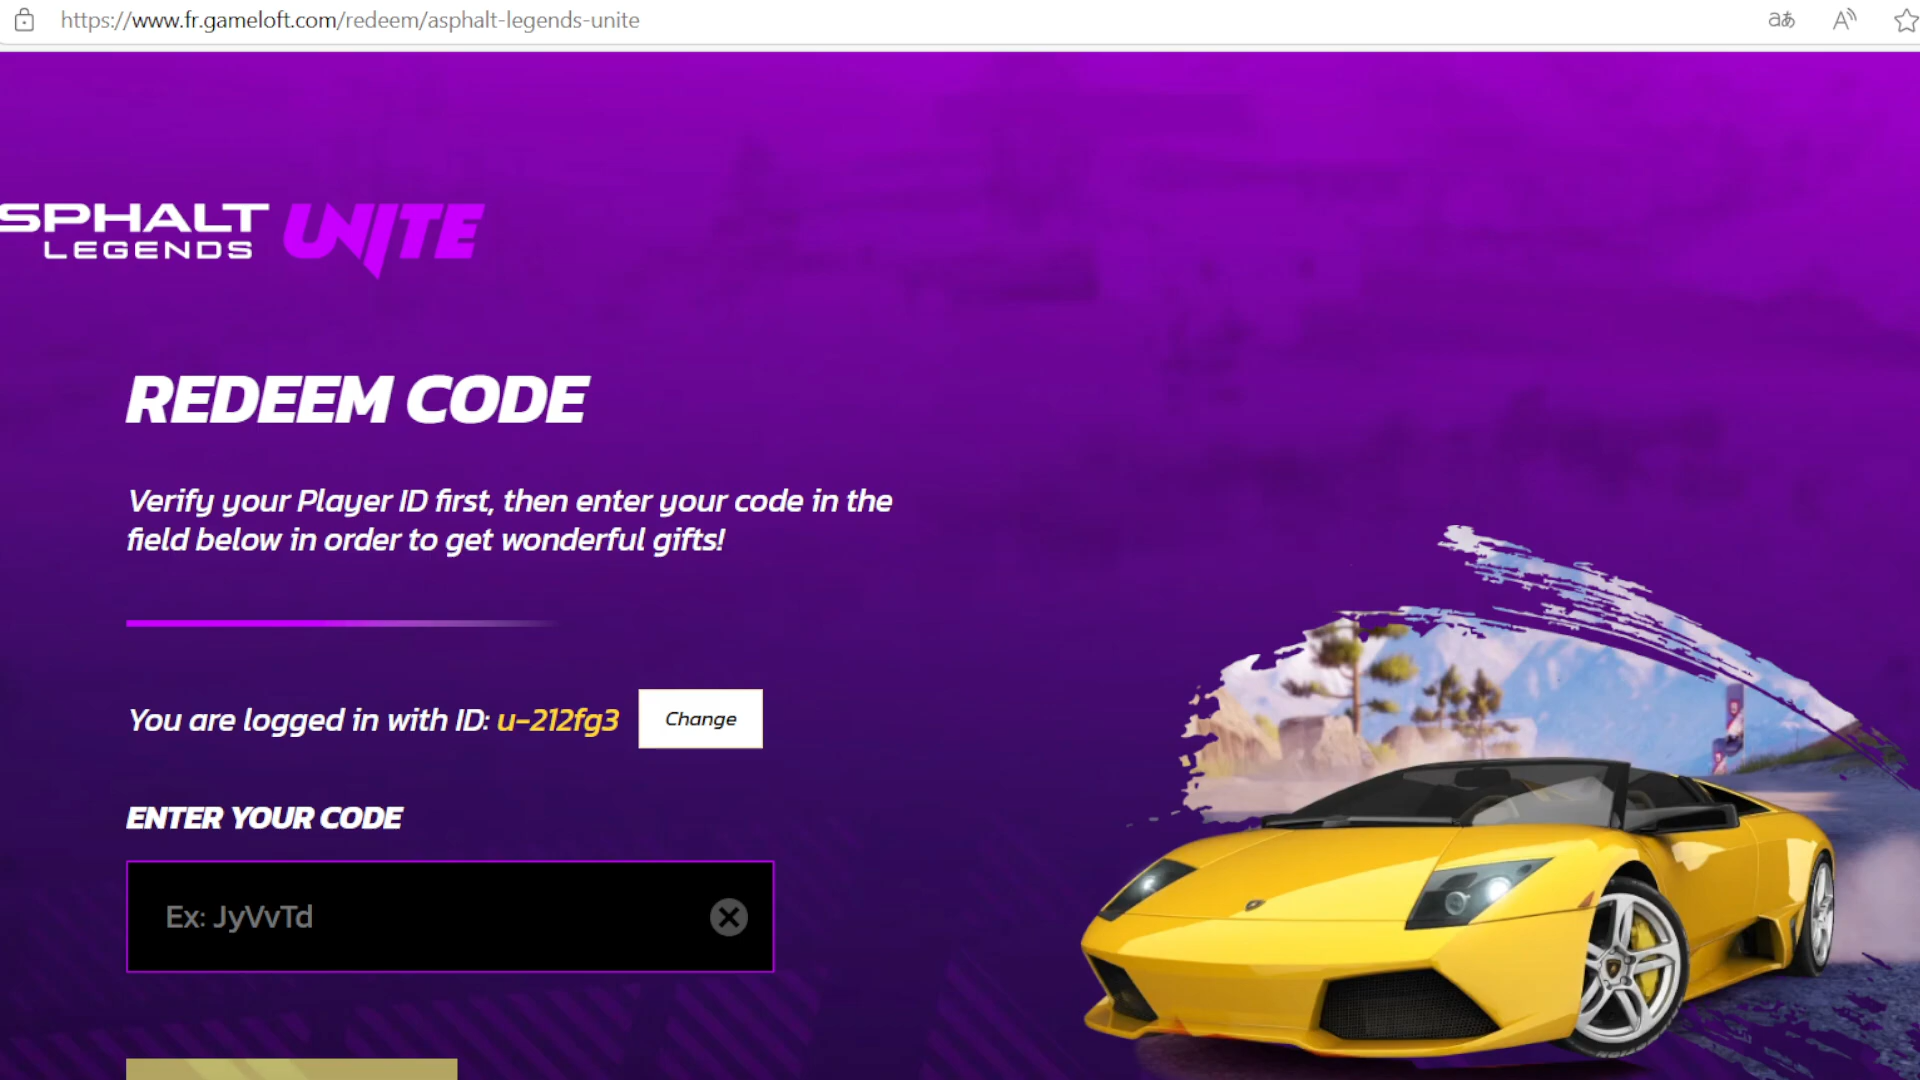 https://www.fr.gameloft.com/redeem/asphalt-legends-unite
aあ A
SPHALT UNITE
LEGENDS
REDEEM CODE
Verify your Player ID first, then enter your code in the
field below in order to get wonderful gifts!
You are logged in with ID: u-212fg3 Change
ENTER YOUR CODE
Ex: JyVvTd